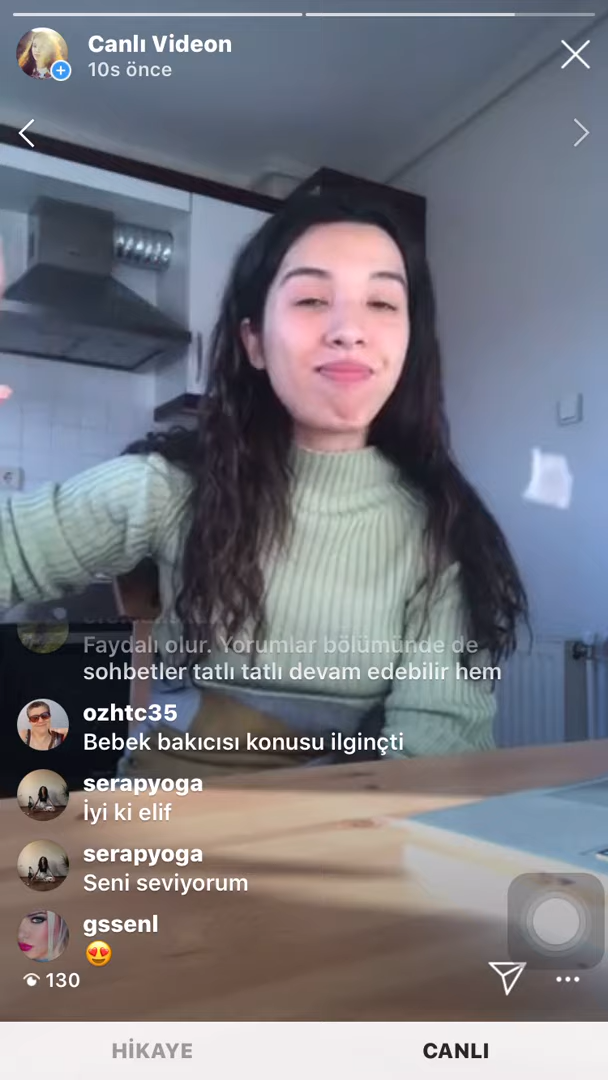 Canlı Videon
10s önce
Faydalı olur. Yorumlar bölümünde de
sohbetler tatlı tatlı devam edebilir hem
ozhtc35
Bebek bakıcısı konusu ilginçti
serapyoga
İyi ki elif
serapyoga
Seni seviyorum
gssenl
😍
130
HİKAYE
CANLI